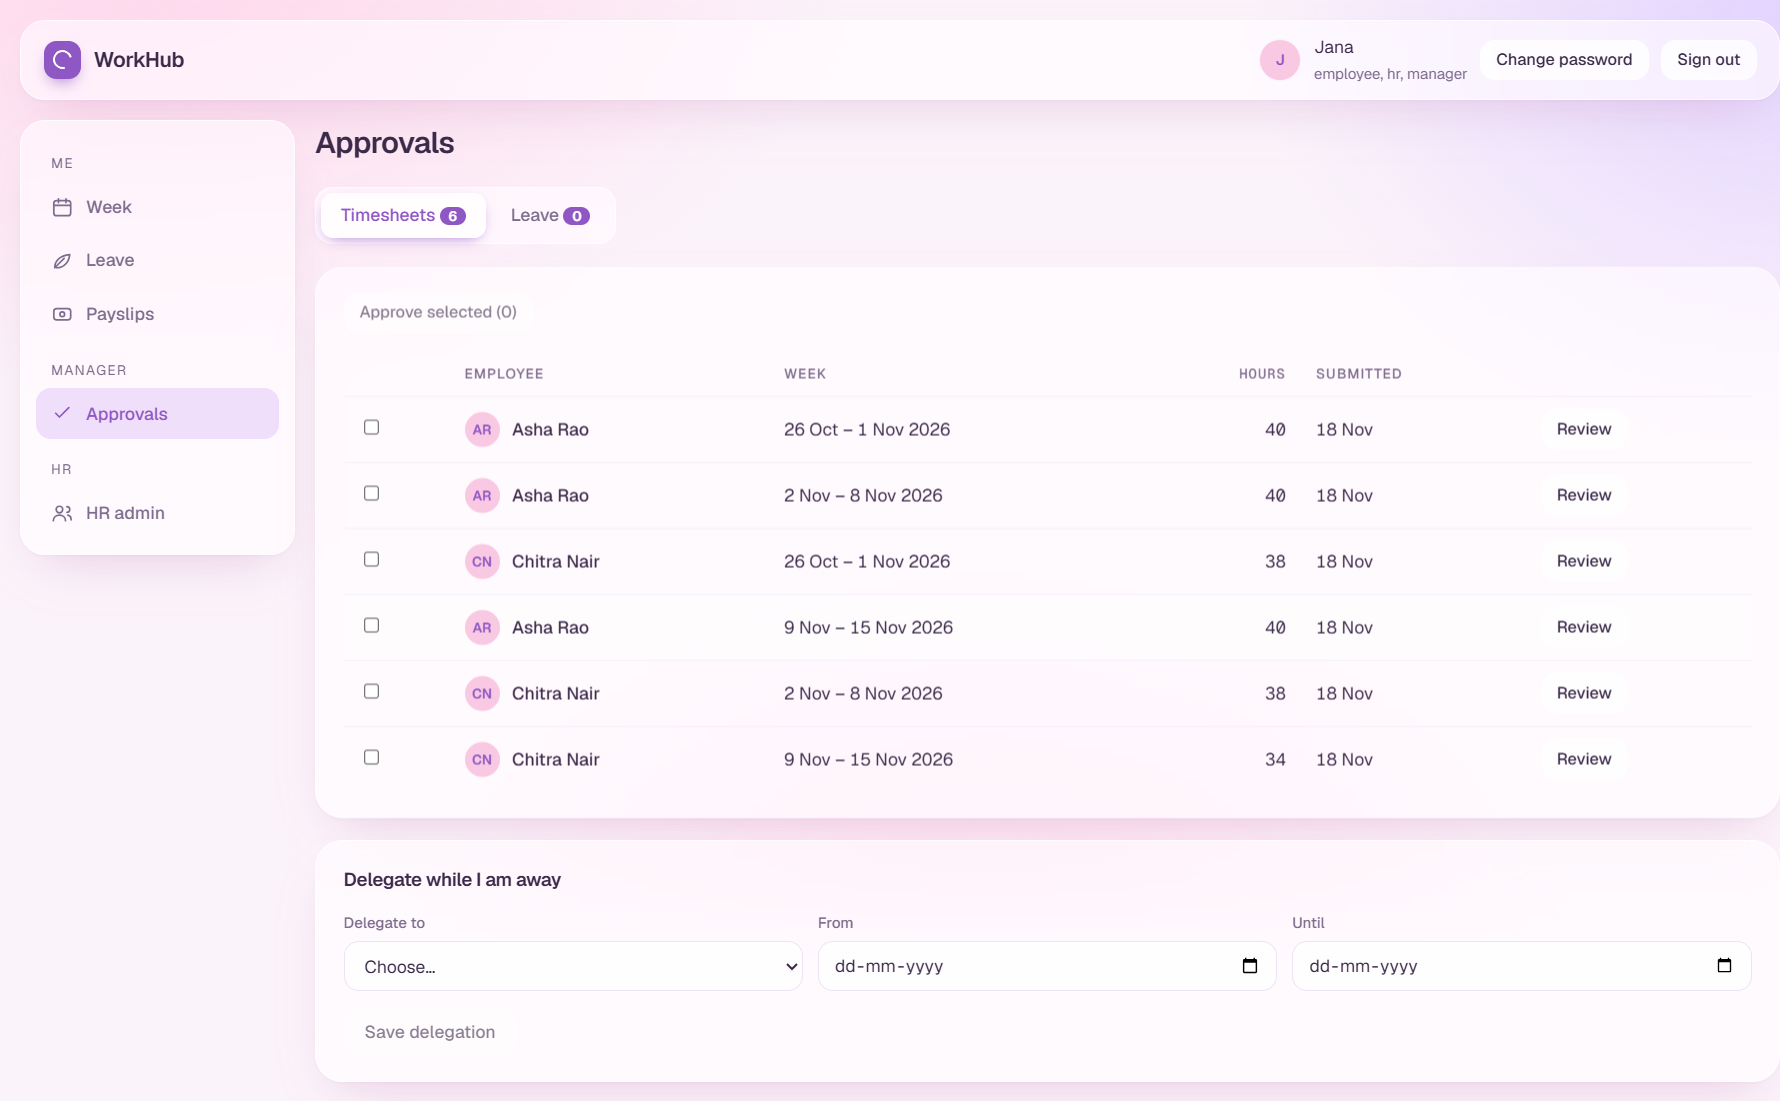 WorkHub
J
Jana
employee, hr, manager
Change password
Sign out
ME
Week
Leave
Payslips
MANAGER
Approvals
HR
HR admin
Approvals
Timesheets 6
Leave 0
Approve selected (0)
EMPLOYEE WEEK HOURS SUBMITTED
AR Asha Rao 26 Oct – 1 Nov 2026 40 18 Nov Review
AR Asha Rao 2 Nov – 8 Nov 2026 40 18 Nov Review
CN Chitra Nair 26 Oct – 1 Nov 2026 38 18 Nov Review
AR Asha Rao 9 Nov – 15 Nov 2026 40 18 Nov Review
CN Chitra Nair 2 Nov – 8 Nov 2026 38 18 Nov Review
CN Chitra Nair 9 Nov – 15 Nov 2026 34 18 Nov Review
Delegate while I am away
Delegate to From Until
Choose... dd-mm-yyyy dd-mm-yyyy
Save delegation